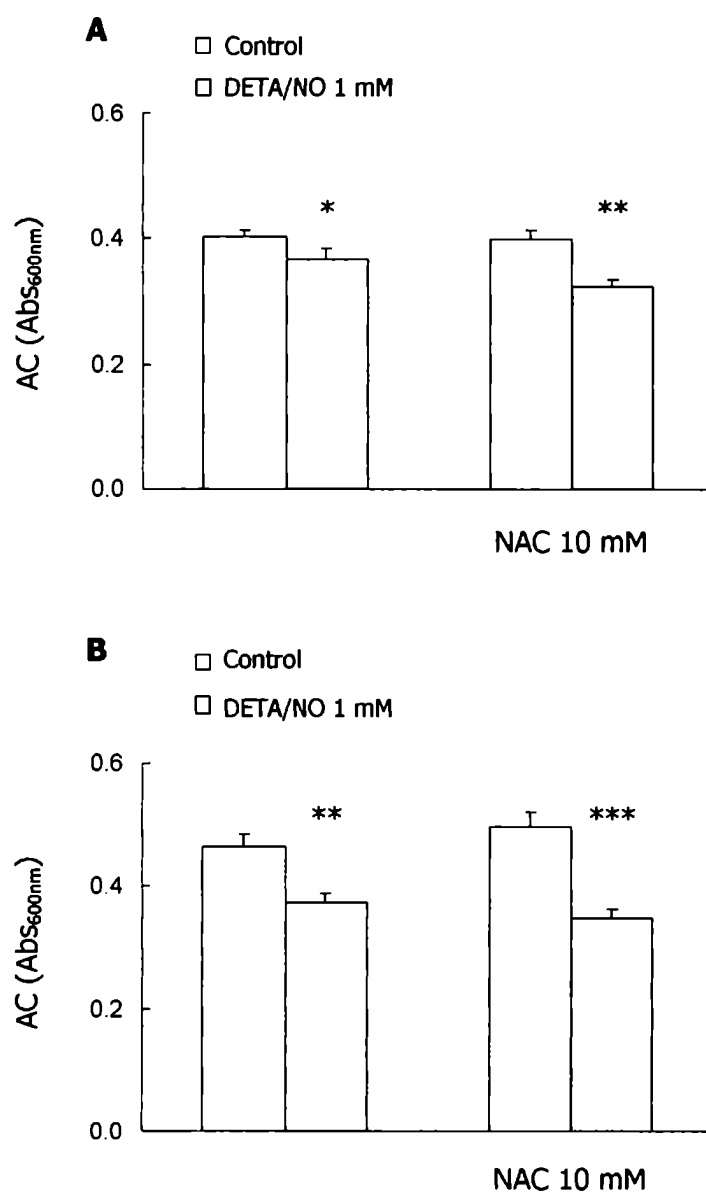 A
□ Control
□ DETA/NO 1 mM
0.6
*
**
0.4
0.2
0.0
AC (Abs600nm)
NAC 10 mM
B
□ Control
□ DETA/NO 1 mM
0.6
**
***
0.4
0.2
0.0
AC (Abs600nm)
NAC 10 mM